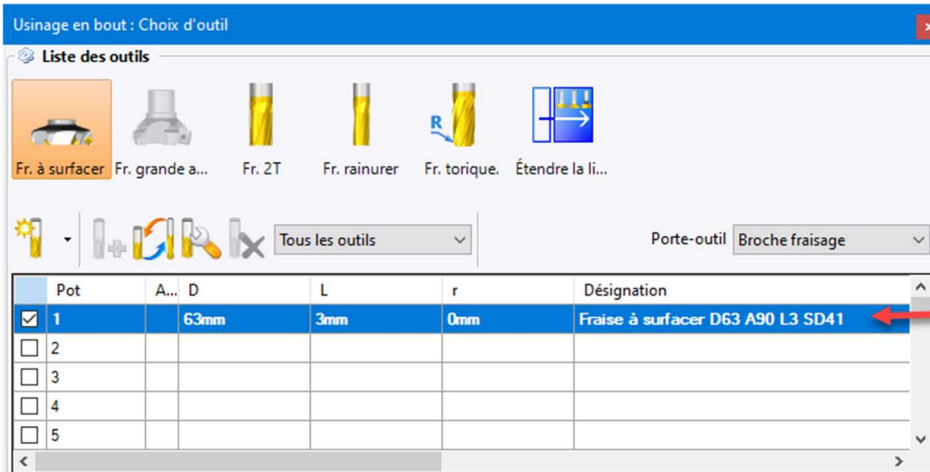 Usinage en bout : Choix d'outil
Liste des outils
R
Fr. à surfacer Fr. grande a... Fr. 2T Fr. rainurer Fr. torique. Étendre la li...
Tous les outils Porte-outil Broche fraisage
Pot A... D L r Désignation
1 63mm 3mm 0mm Fraise à surfacer D63 A90 L3 SD41
2
3
4
5